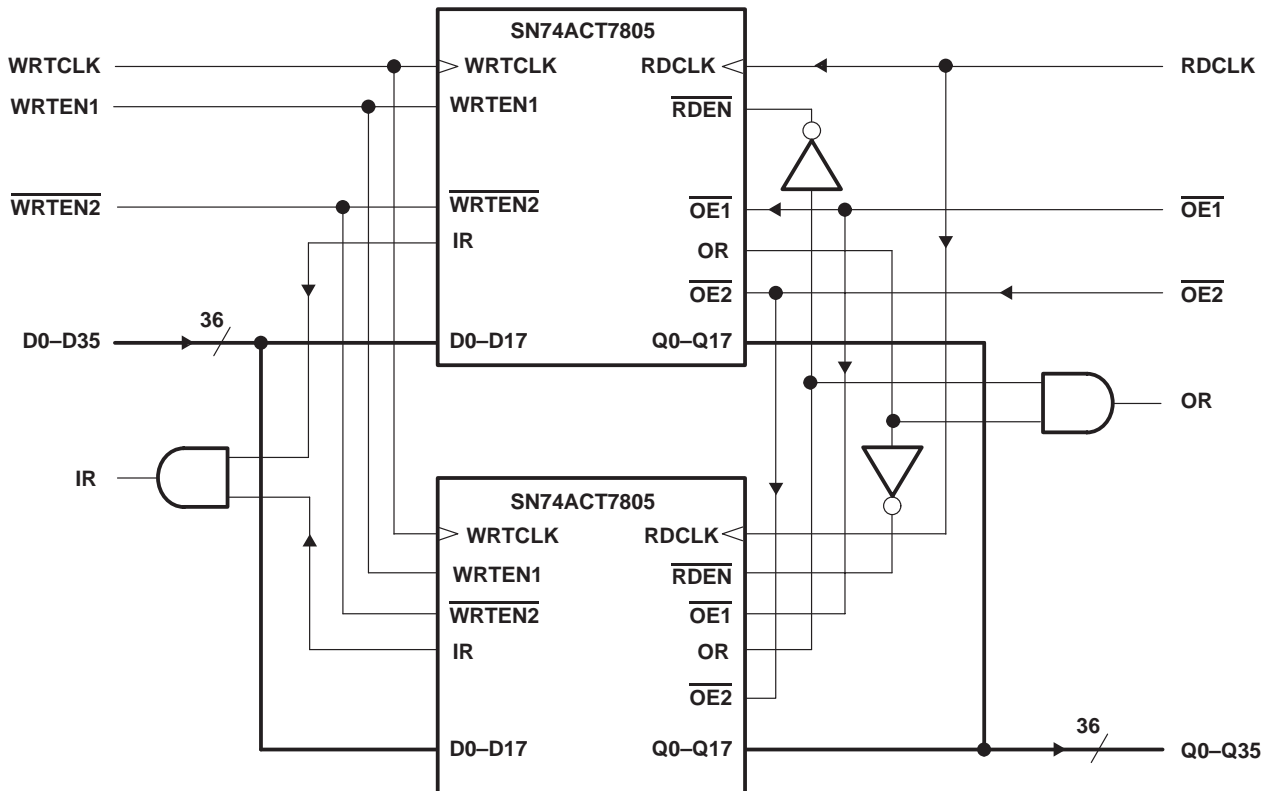 SN74ACT7805
WRTCLK
WRTCLK
RDCLK
RDCLK
WRTEN1
WRTEN1
RDEN
WRTEN2
WRTEN2
OE1
OE1
IR
OR
OE2
OE2
36
D0–D35
D0–D17
Q0–Q17
OR
IR
SN74ACT7805
WRTCLK
RDCLK
WRTEN1
RDEN
WRTEN2
OE1
IR
OR
OE2
36
D0–D17
Q0–Q17
Q0–Q35